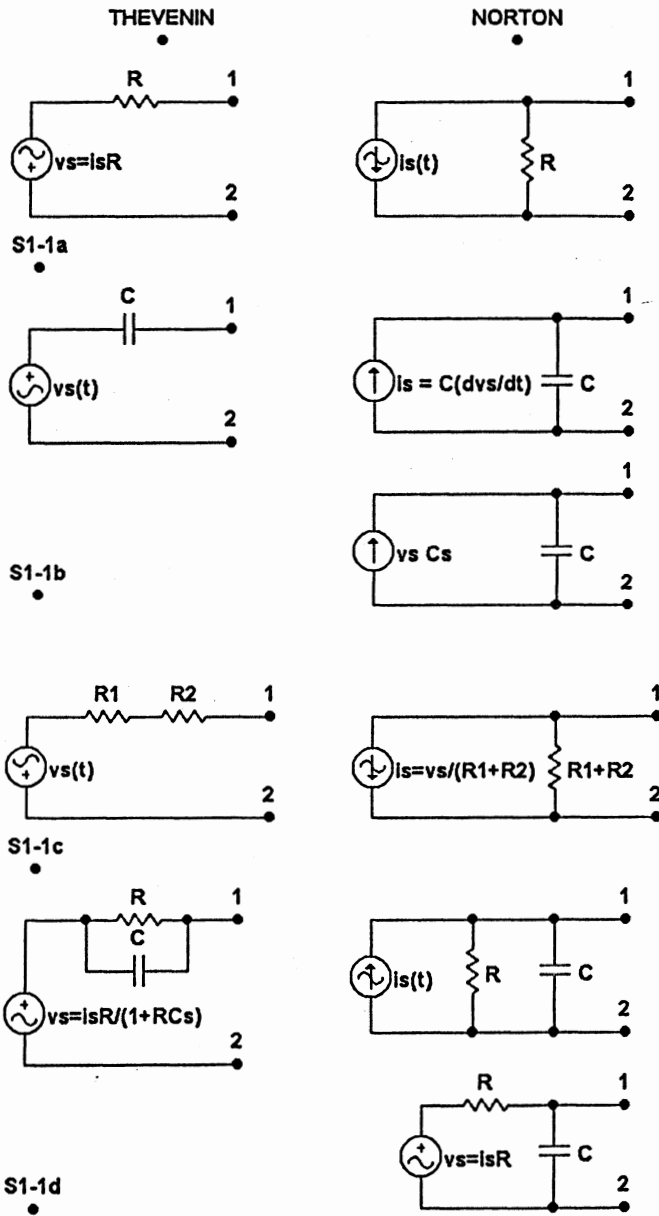 THEVENIN NORTON
R 1 1
+ vs=isR is(t) R
2 2
S1-1a
C 1 1
+ vs(t) is = C(dvs/dt) C
2 2
1
vs Cs C
S1-1b 2
R1 R2 1 1
+ vs(t) is=vs/(R1+R2) R1+R2
2 2
S1-1c
R 1 1
C
+ vs=isR/(1+RCs) is(t) R C
2 2
R 1
+ vs=isR C
S1-1d 2